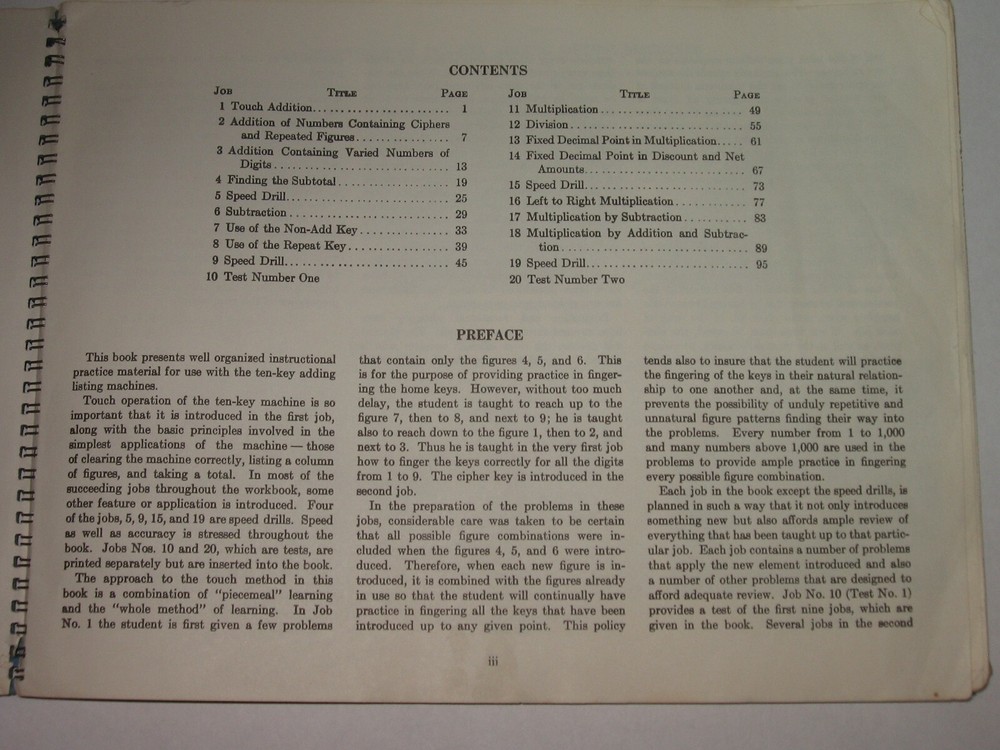 CONTENTS
JOB TITLE PAGE
1 Touch Addition........................ 1
2 Addition of Numbers Containing Ciphers
and Repeated Figures................ 7
3 Addition Containing Varied Numbers of
Digits.............................. 13
4 Finding the Subtotal.................... 19
5 Speed Drill............................. 25
6 Subtraction............................. 29
7 Use of the Non-Add Key................ 33
8 Use of the Repeat Key.................. 39
9 Speed Drill............................. 45
10 Test Number One
JOB TITLE PAGE
11 Multiplication.......................... 49
12 Division............................... 55
13 Fixed Decimal Point in Multiplication..... 61
14 Fixed Decimal Point in Discount and Net
Amounts............................. 67
15 Speed Drill............................. 73
16 Left to Right Multiplication............ 77
17 Multiplication by Subtraction........... 83
18 Multiplication by Addition and Subtrac-
tion.................................. 89
19 Speed Drill............................. 95
20 Test Number Two
PREFACE
This book presents well organized instructional
practice material for use with the ten-key adding
listing machines.
Touch operation of the ten-key machine is so
important that it is introduced in the first job,
along with the basic principles involved in the
simplest applications of the machine — those
of clearing the machine correctly, listing a column
of figures, and taking a total. In most of the
succeeding jobs throughout the workbook, some
other feature or application is introduced. Four
of the jobs, 5, 9, 15, and 19 are speed drills. Speed
as well as accuracy is stressed throughout the
book. Jobs Nos. 10 and 20, which are tests, are
printed separately but are inserted into the book.
The approach to the touch method in this
book is a combination of "piecemeal" learning
and the "whole method" of learning. In Job
No. 1 the student is first given a few problems
that contain only the figures 4, 5, and 6. This
is for the purpose of providing practice in finger-
ing the home keys. However, without too much
delay, the student is taught to reach up to the
figure 7, then to 8, and next to 9; he is taught
also to reach down to the figure 1, then to 2, and
next to 3. Thus he is taught in the very first job
how to finger the keys correctly for all the digits
from 1 to 9. The cipher key is introduced in the
second job.
In the preparation of the problems in these
jobs, considerable care was taken to be certain
that all possible figure combinations were in-
cluded when the figures 4, 5, and 6 were intro-
duced. Therefore, when each new figure is in-
troduced, it is combined with the figures already
in use so that the student will continually have
practice in fingering all the keys that have been
introduced up to any given point. This policy
tends also to insure that the student will practice
the fingering of the keys in their natural relation-
ship to one another and, at the same time, it
prevents the possibility of unduly repetitive and
unnatural figure patterns finding their way into
the problems. Every number from 1 to 1,000
and many numbers above 1,000 are used in the
problems to provide ample practice in fingering
every possible figure combination.
Each job in the book except the speed drills, is
planned in such a way that it not only introduces
something new but also affords ample review of
everything that has been taught up to that partic-
ular job. Each job contains a number of problems
that apply the new element introduced and also
a number of other problems that are designed to
afford adequate review. Job No. 10 (Test No. 1)
provides a test of the first nine jobs, which are
given in the book. Several jobs in the second
iii